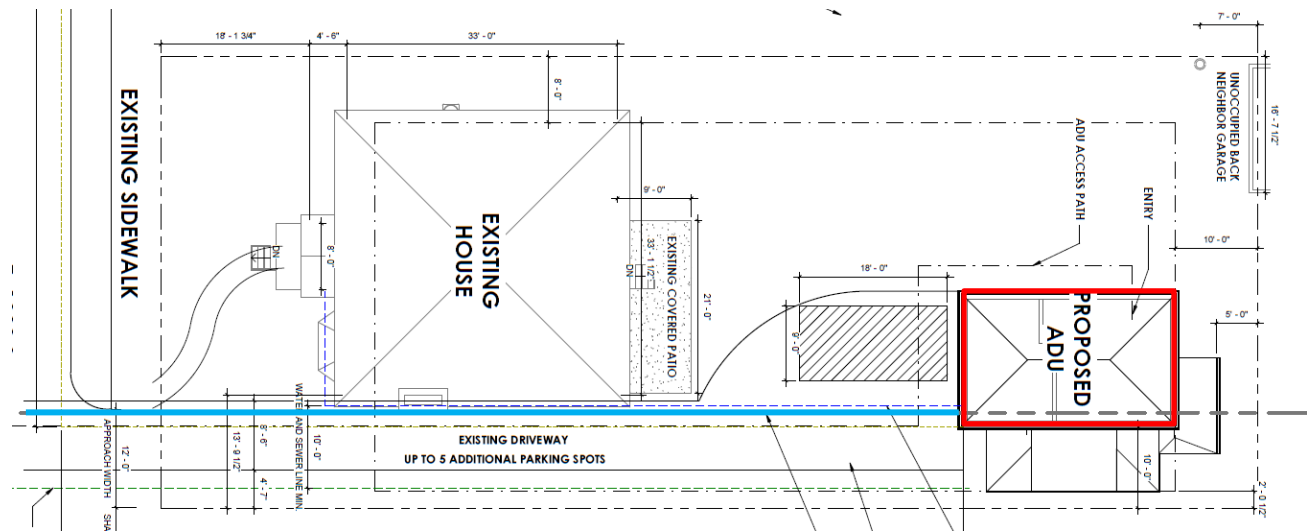 18' - 1 3/4"
4' - 6"
33' - 0"
7' - 0"
8' - 0"
16' - 7 1/2"
UNOCCUPIED BACK
NEIGHBOR GARAGE
EXISTING SIDEWALK
ADU ACCESS PATH
ENTRY
9' - 0"
10' - 0"
DN
8' - 0"
EXISTING
HOUSE
EXISTING COVERED PATIO
DN
33' - 1 1/2"
21' - 0"
18' - 0"
9' - 0"
PROPOSED
ADU
5' - 0"
EXISTING DRIVEWAY
UP TO 5 ADDITIONAL PARKING SPOTS
APPROACH WIDTH
12' - 0"
SHA
13' - 9 1/2"
8' - 6"
4' - 7"
WATER AND SEWER LINE MIN.
10' - 0"
10' - 0"
2' - 0 1/2"